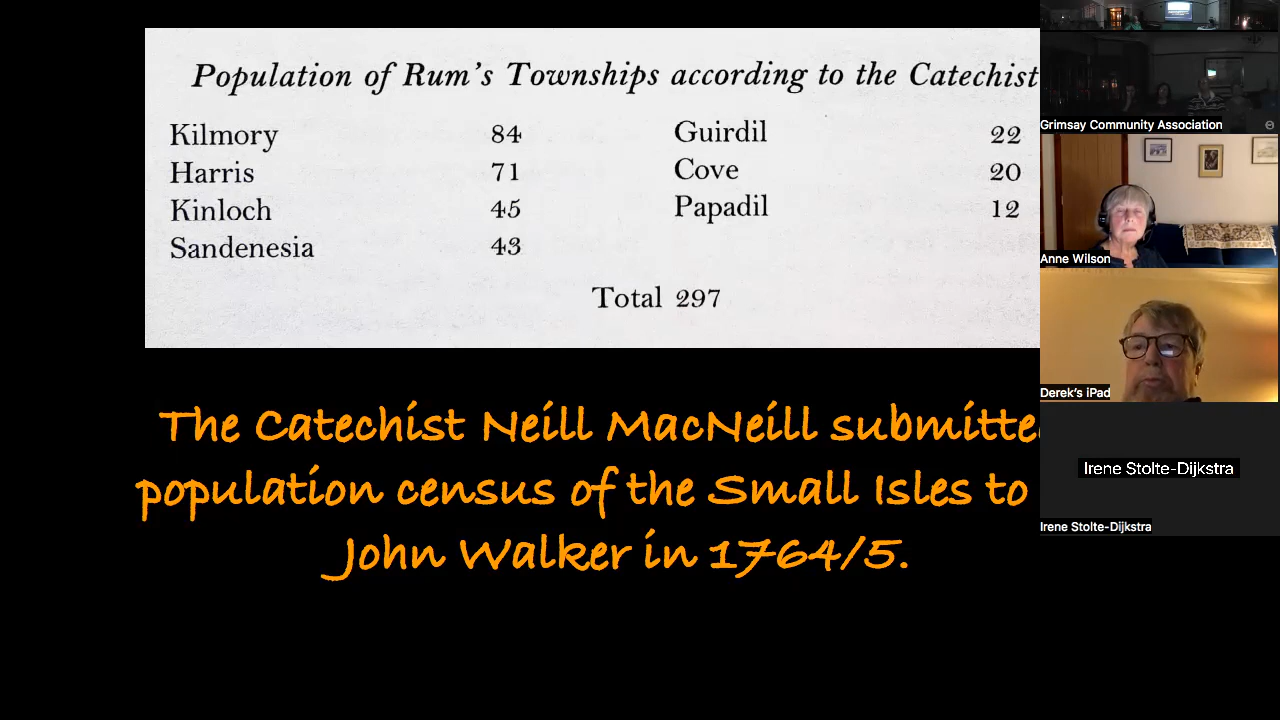 Population of Rum's Townships according to the Catechist
Kilmory 84 Guirdil 22
Harris 71 Cove 20
Kinloch 45 Papadil 12
Sandenesia 43
Total 297
The Catechist Neill MacNeill submitte
population census of the Small Isles to
John Walker in 1764/5.
Grimsay Community Association
Anne Wilson
Derek's iPad
Irene Stolte-Dijkstra
Irene Stolte-Dijkstra